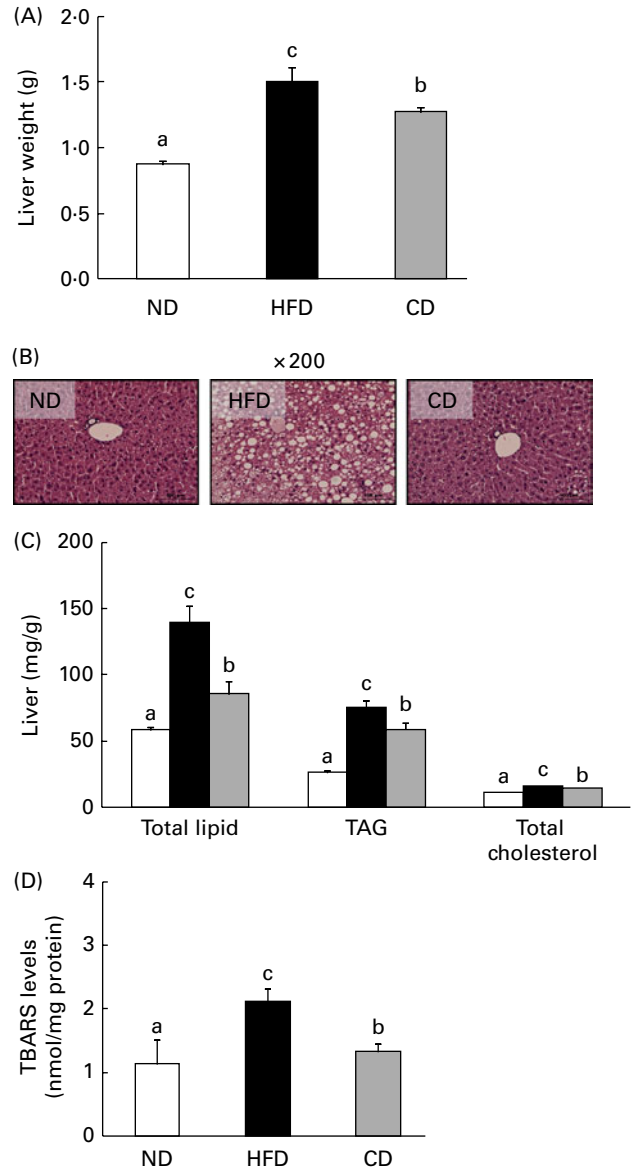 (A)
2·0
1·5
1·0
0·5
0·0
Liver weight (g)
a
c
b
ND HFD CD
(B)
×200
ND HFD CD
(C)
200
150
100
50
0
Liver (mg/g)
a c b
a c b
a c b
Total lipid TAG Total
cholesterol
(D)
4
3
2
1
0
TBARS levels
(nmol/mg protein)
a
c
b
ND HFD CD